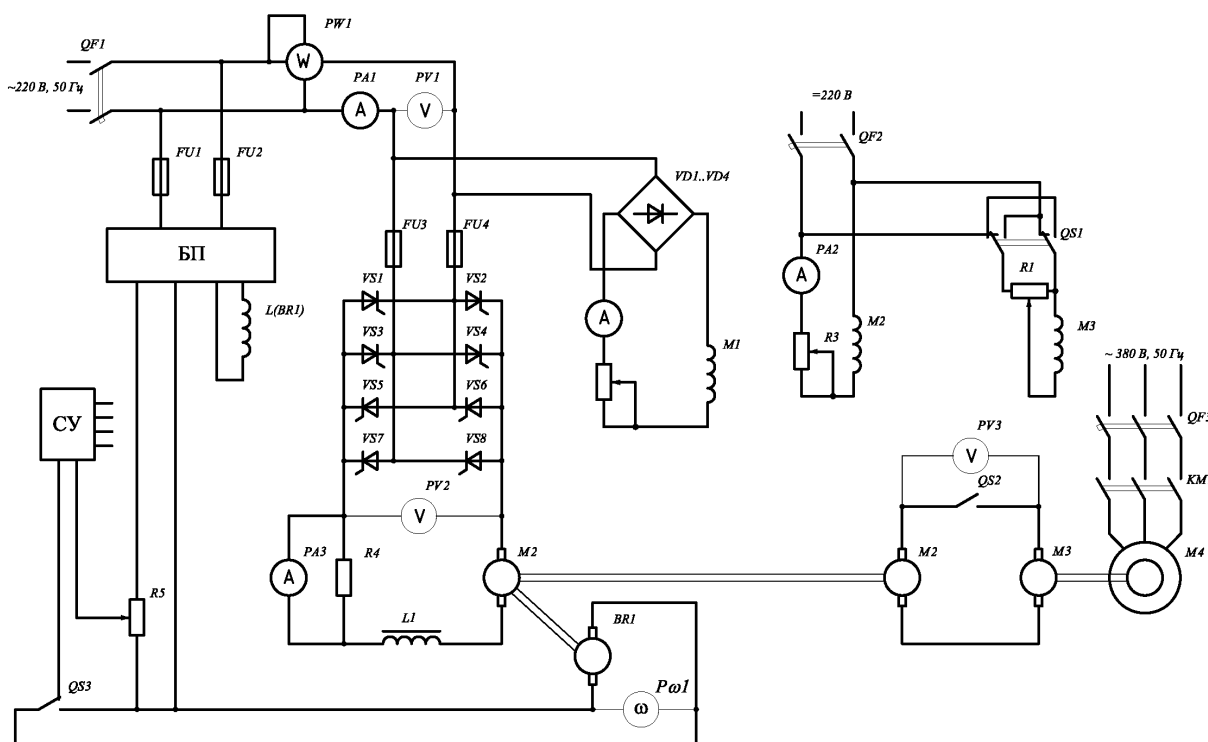 PW1
QF1
W
~220 В, 50 Гц
PA1
PV1
A
V
=220 В
QF2
FU1
FU2
VD1..VD4
FU3
FU4
QS1
БП
PA2
R1
A
VS1
VS2
L(BR1)
A
M2
M3
VS3
VS4
R3
M1
~ 380 В, 50 Гц
VS5
VS6
СУ
QF3
PV3
VS7
VS8
V
QS2
KM
PV2
V
PA3
R4
M2
M2
M3
M4
A
R5
L1
BR1
QS3
Pω1
ω